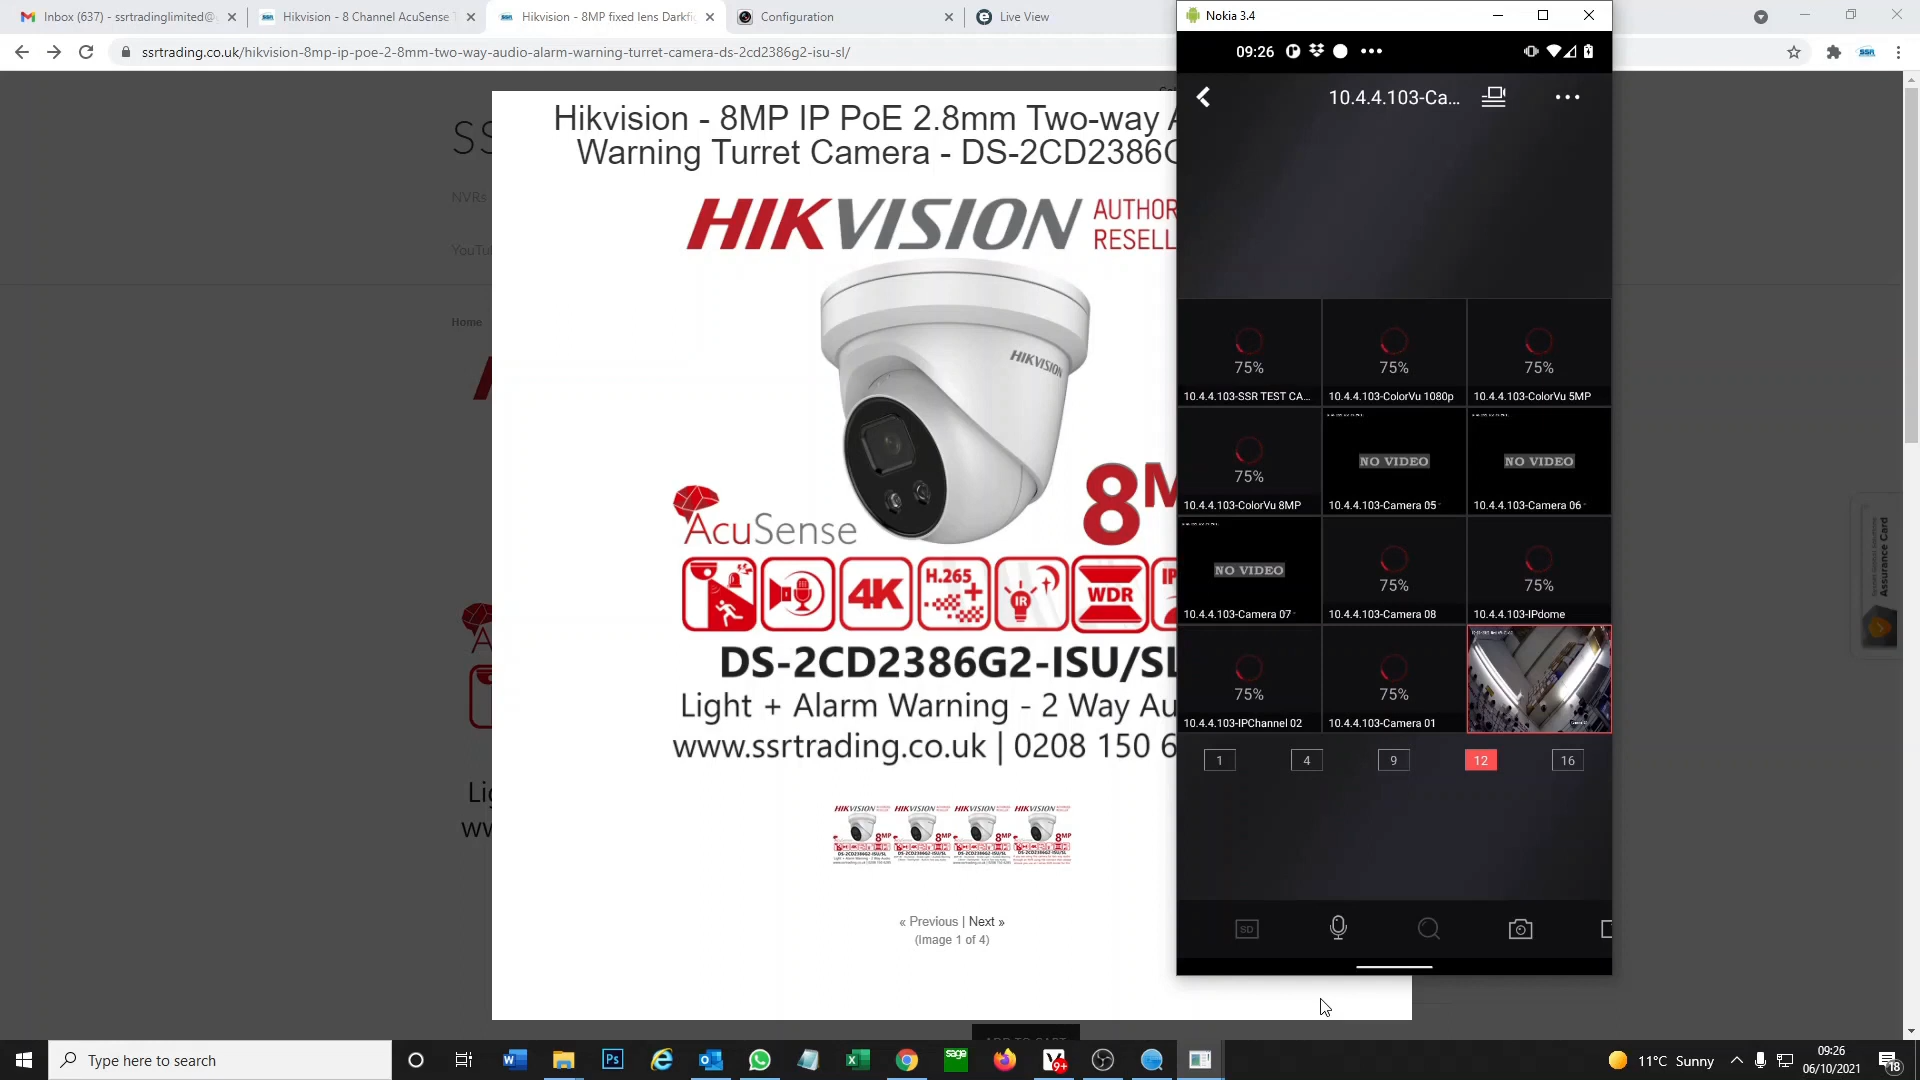 Inbox (637) - ssrtradinglimited@
Hikvision - 8 Channel AcuSense
Hikvision - 8MP fixed lens Darkfi
Configuration
Live View
ssrtrading.co.uk/hikvision-8mp-ip-poe-2-8mm-two-way-audio-alarm-warning-turret-camera-ds-2cd2386g2-isu-sl/
NVRs
Home
Hikvision - 8MP IP PoE 2.8mm Two-way
Warning Turret Camera - DS-2CD2386
HIKVISION AUTHOR
RESELL
HIKVISION
AcuSense
8M
4K
H.265+
IR
WDR
IP
DS-2CD2386G2-ISU/SL
Light + Alarm Warning - 2 Way Au
www.ssrtrading.co.uk | 0208 150 6
« Previous | Next »
(Image 1 of 4)
Assurance Card
Nokia 3.4
09:26
10.4.4.103-Ca...
75%
75%
75%
10.4.4.103-SSR TEST CA...
10.4.4.103-ColorVu 1080p
10.4.4.103-ColorVu 5MP
75%
NO VIDEO
NO VIDEO
10.4.4.103-ColorVu 8MP
10.4.4.103-Camera 05
10.4.4.103-Camera 06
NO VIDEO
75%
75%
10.4.4.103-Camera 07
10.4.4.103-Camera 08
10.4.4.103-IPdome
75%
75%
10.4.4.103-IPChannel 02
10.4.4.103-Camera 01
1
4
9
12
16
SD
Type here to search
sage
9+
11°C Sunny
09:26
06/10/2021
18